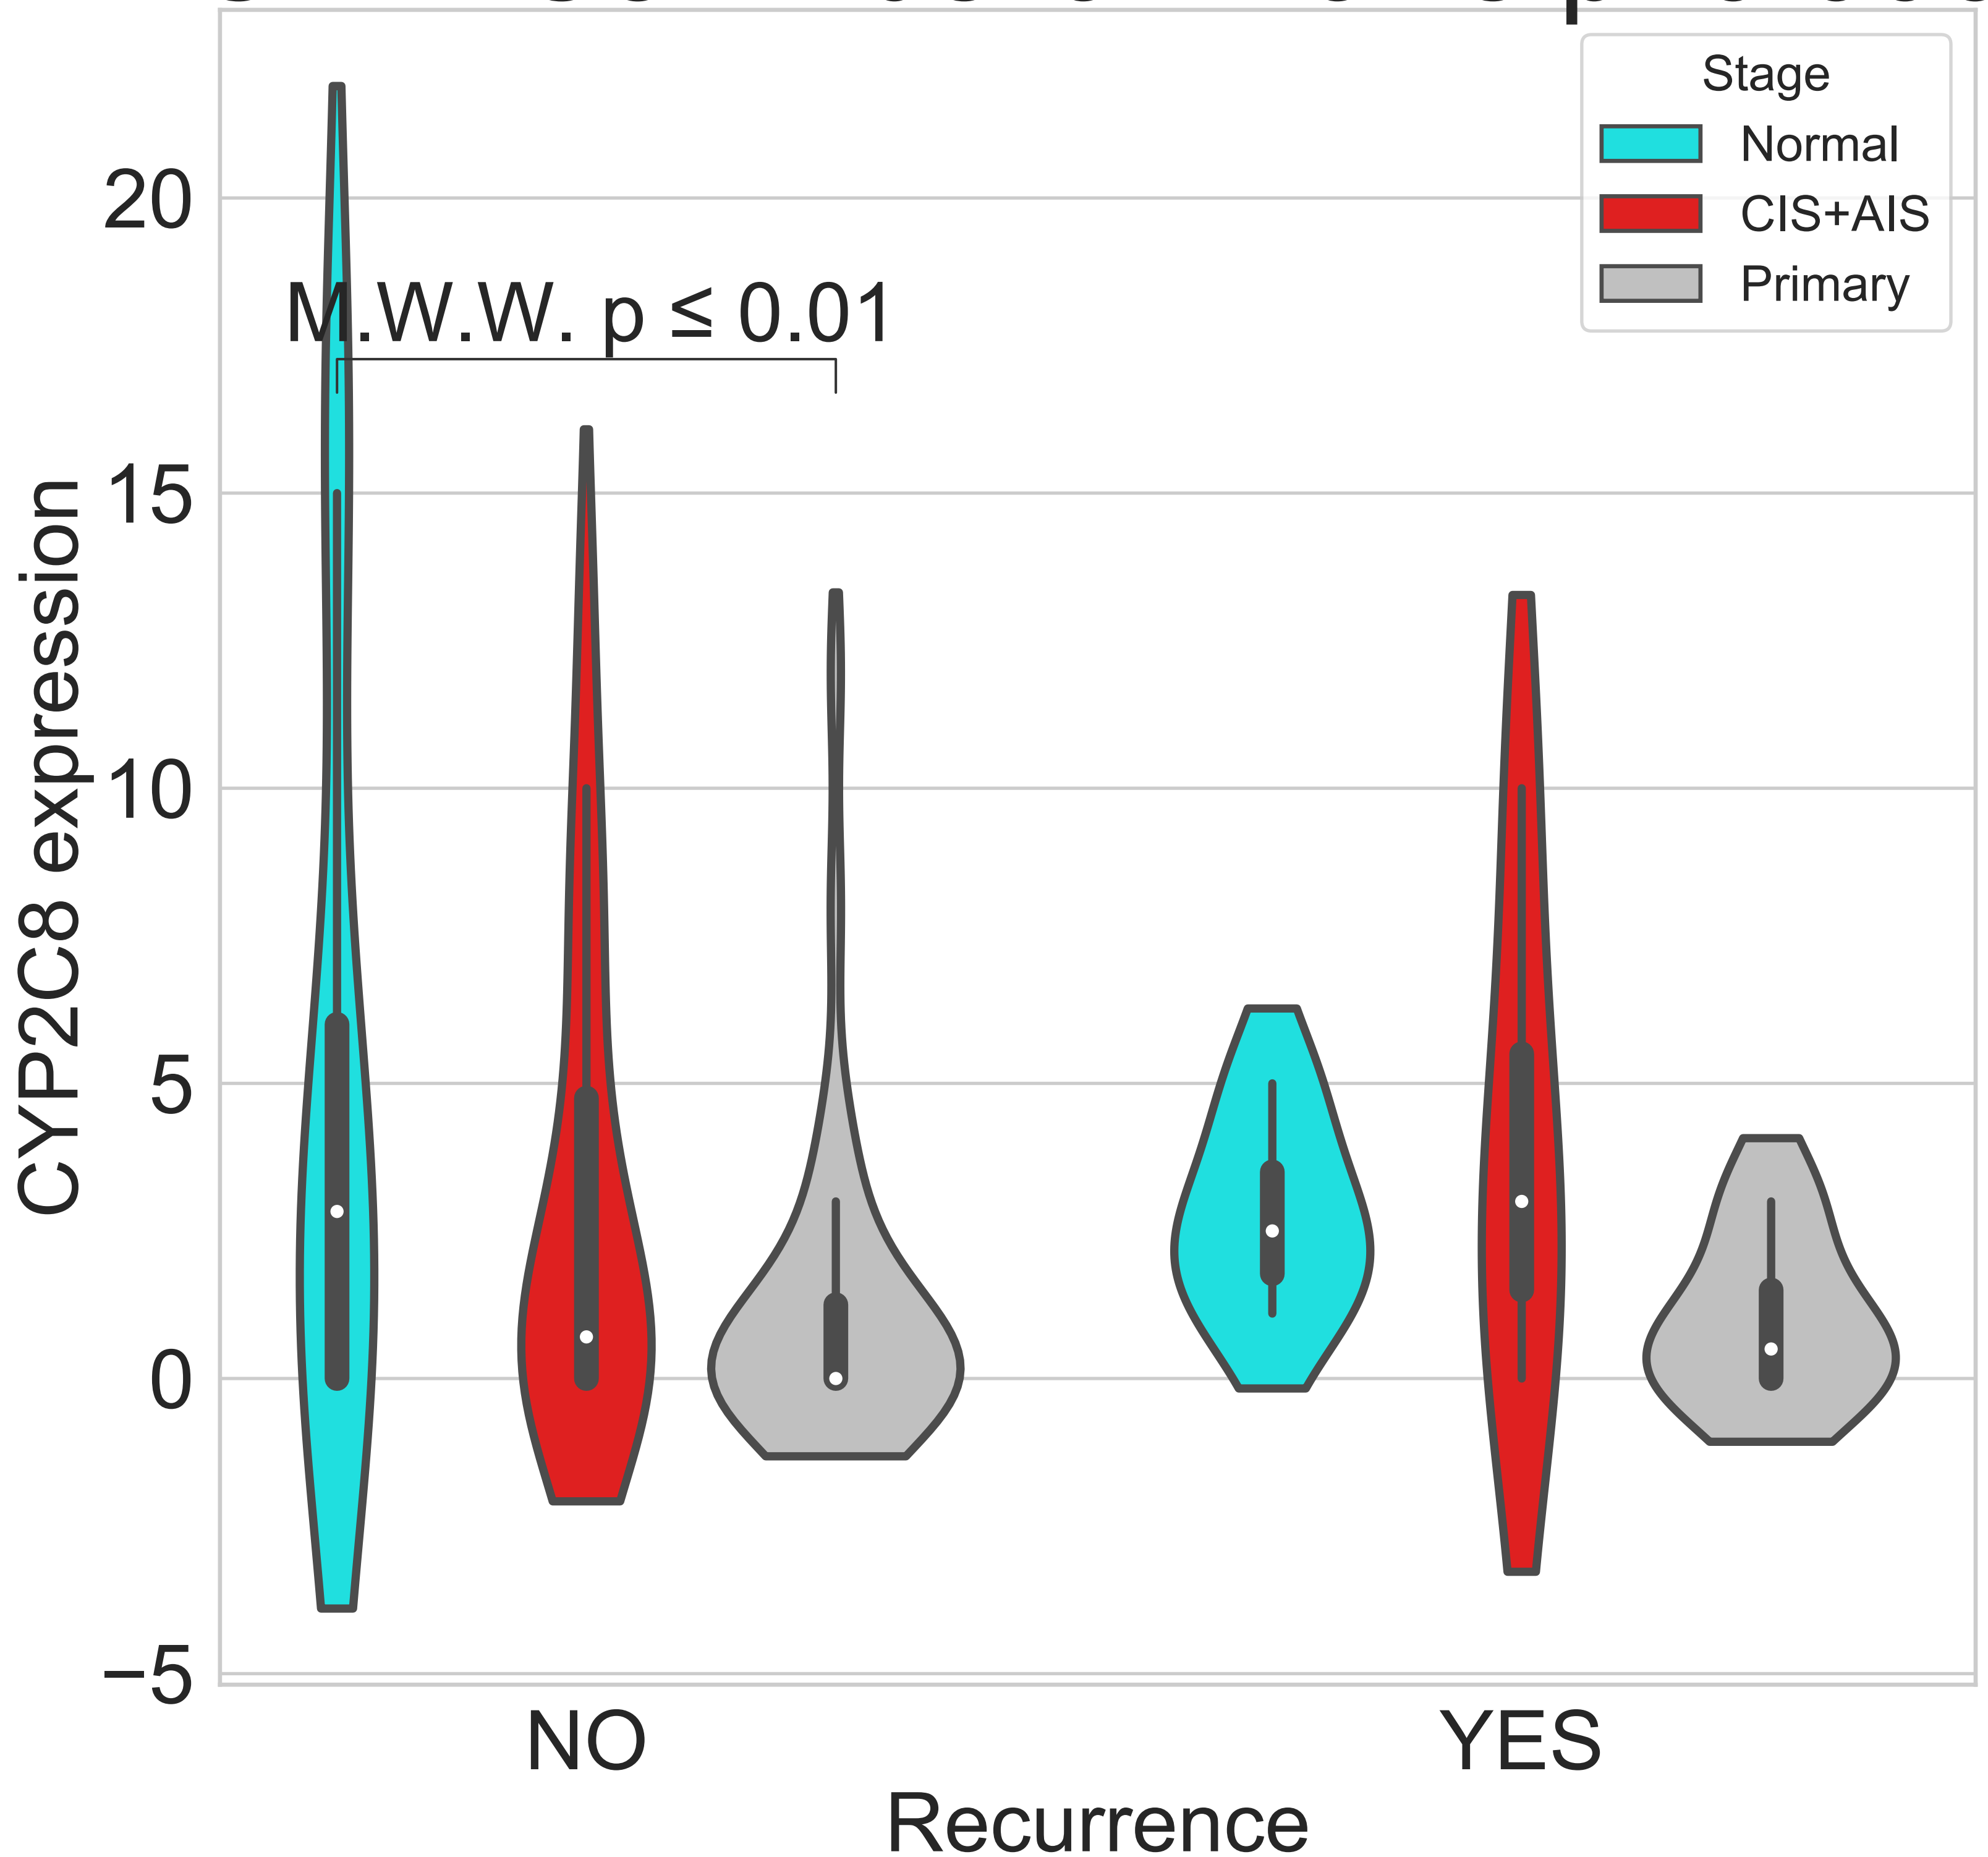 Stage
Normal
CIS+AIS
Primary
M.W.W. p ≤ 0.01
20
15
10
5
0
−5
CYP2C8 expression
NO
YES
Recurrence